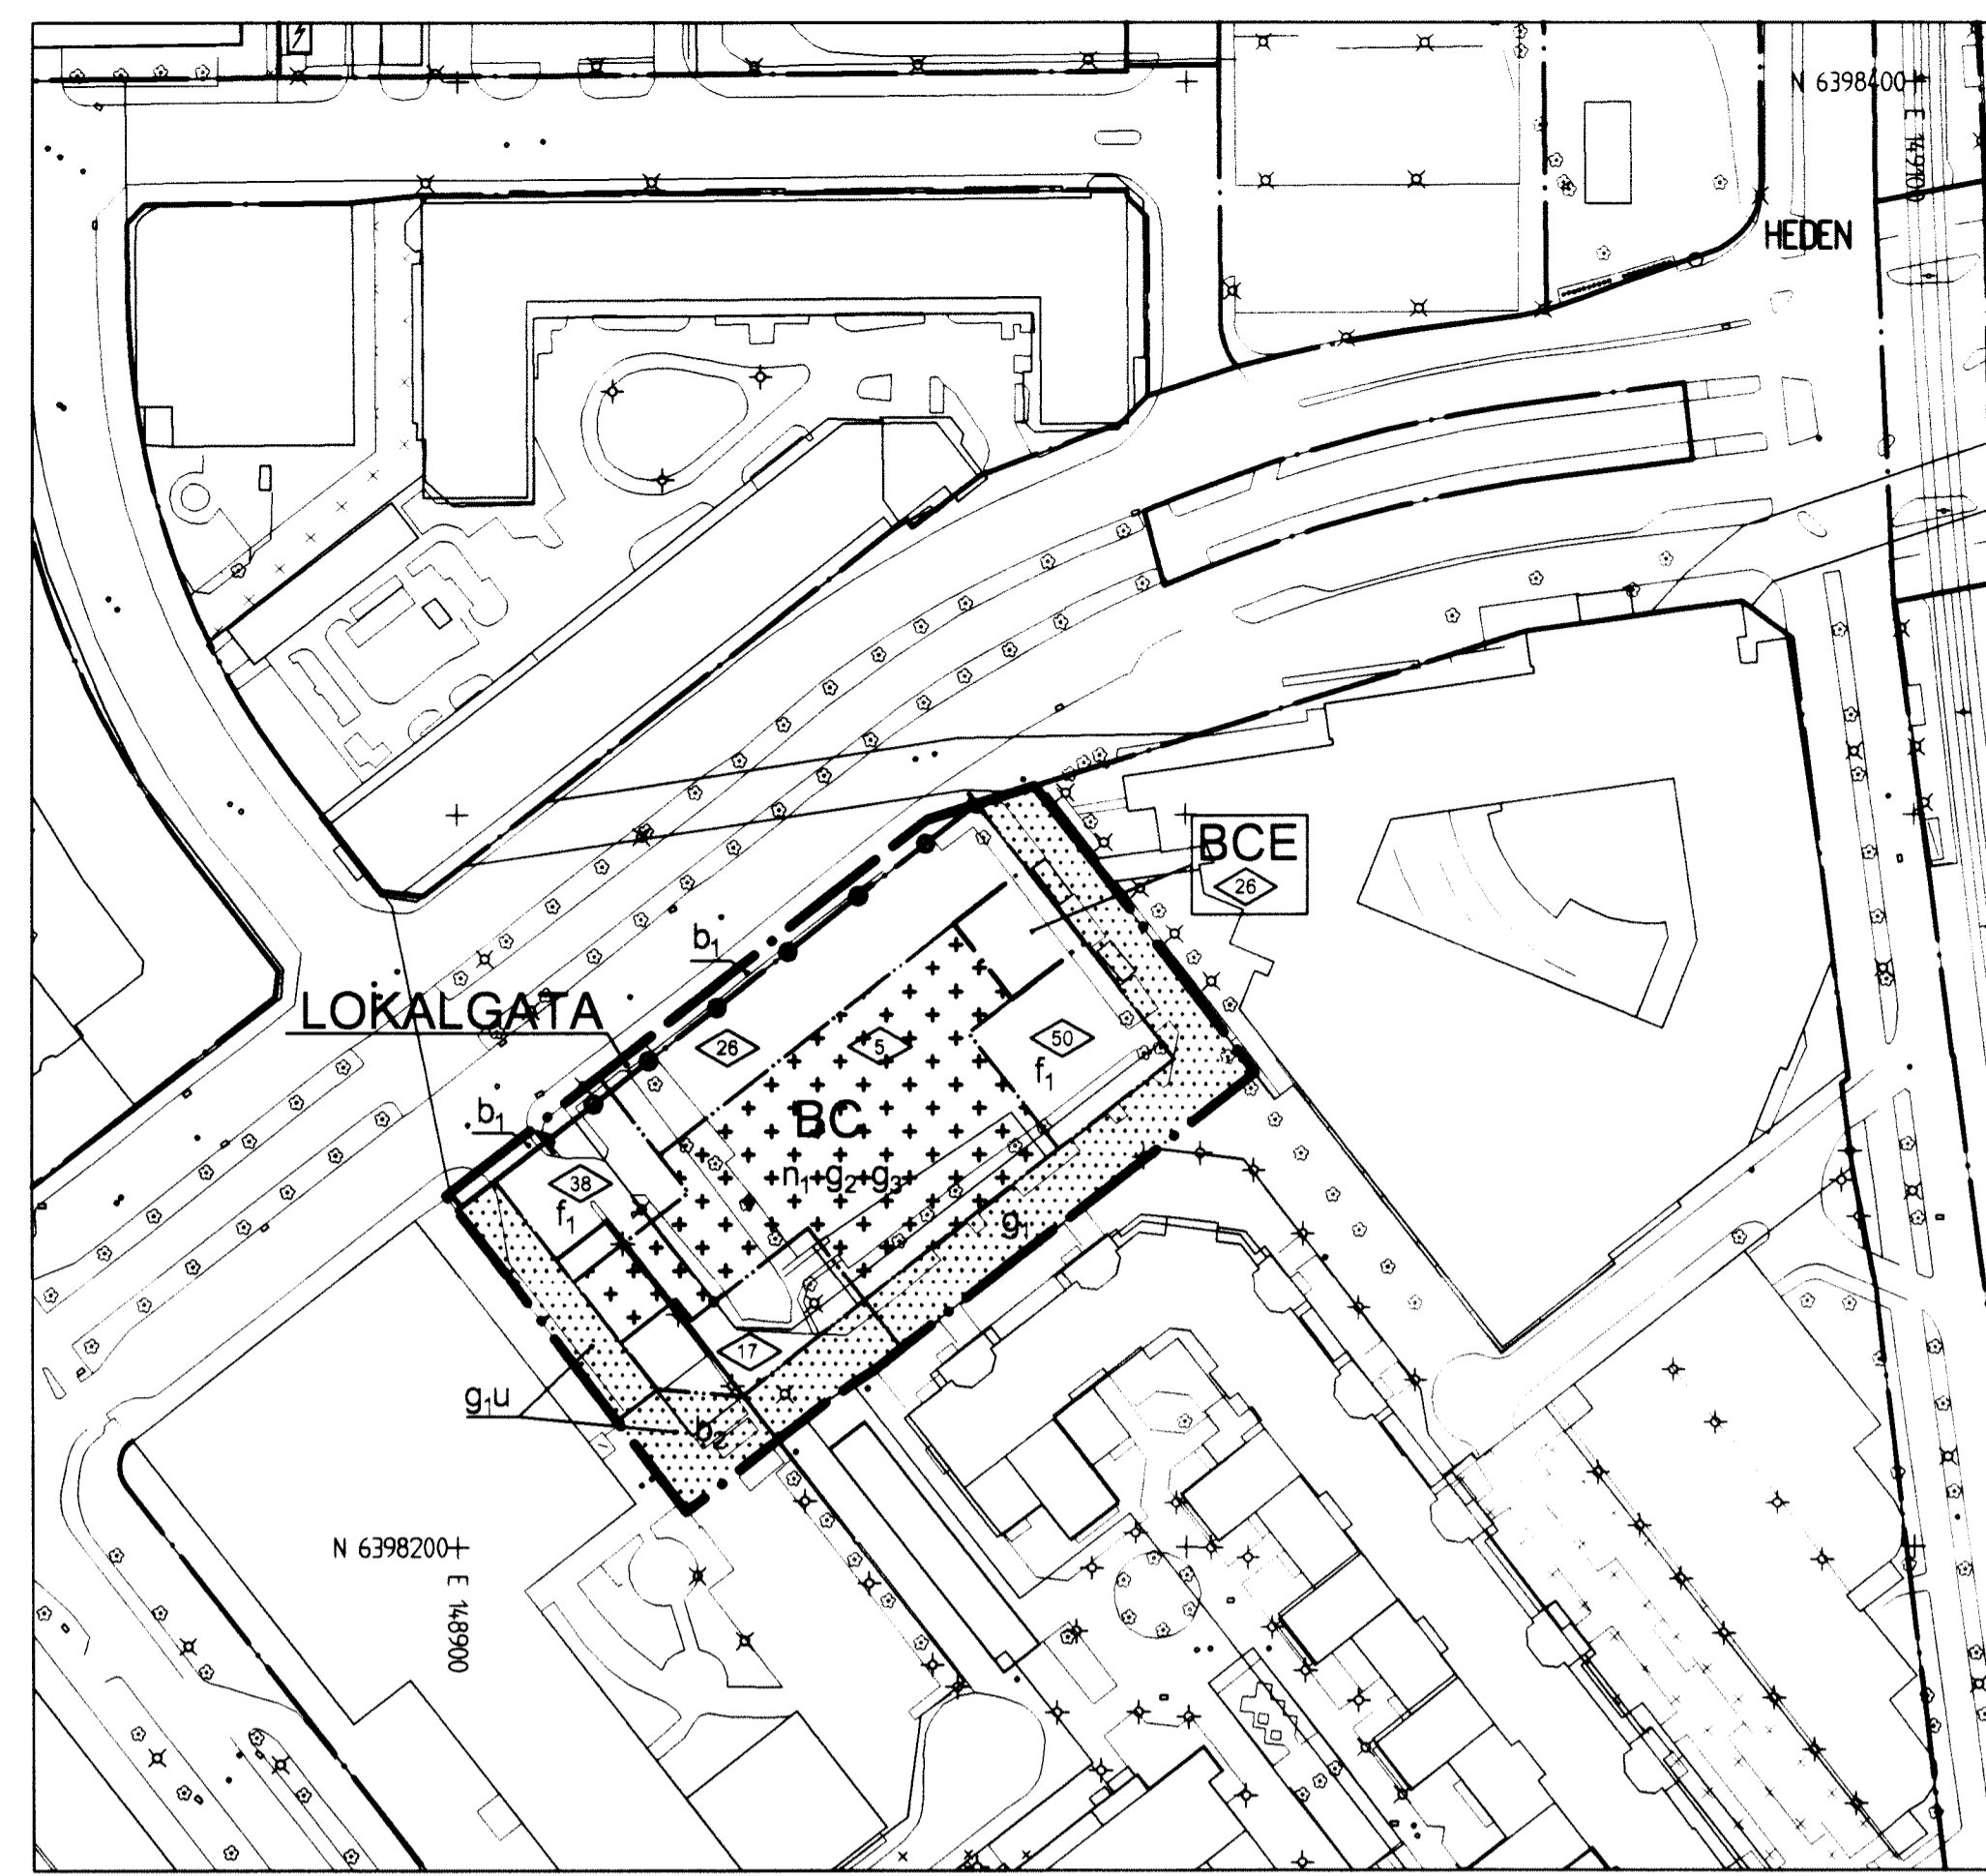 N 6398400
E 149100
HEDEN
BCE
26
b₁
LOKALGATA
26
5
50
f₁
b₁
BC
38
n₁ g₂ g₃
f₁
g₁
17
g₁u
b₂
N 6398200
E 148900